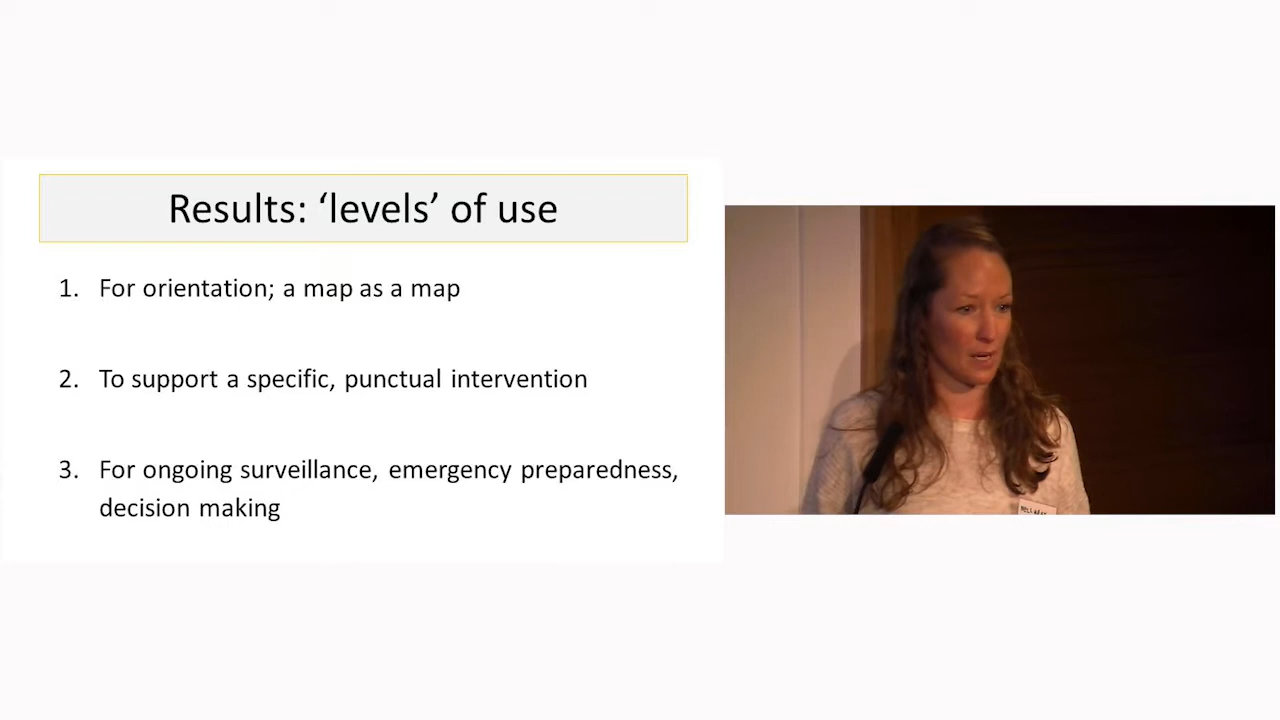 Results: ‘levels’ of use
1. For orientation; a map as a map
2. To support a specific, punctual intervention
3. For ongoing surveillance, emergency preparedness,
decision making